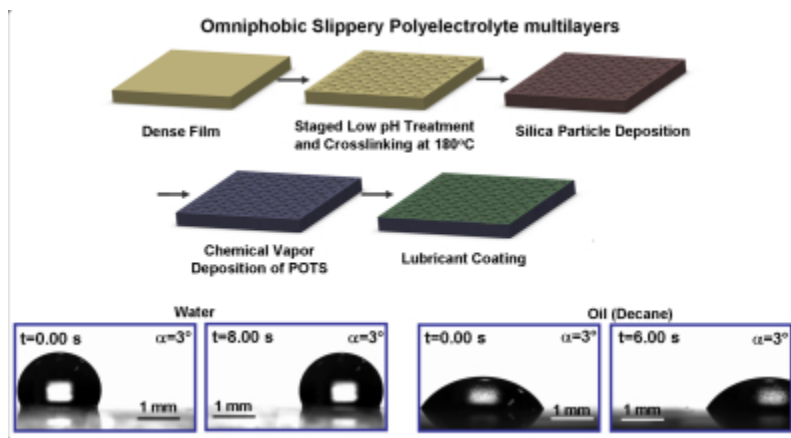 Omniphobic Slippery Polyelectrolyte multilayers
Dense Film
Staged Low pH Treatment
and Crosslinking at 180ºC
Silica Particle Deposition
Chemical Vapor
Deposition of POTS
Lubricant Coating
Water
Oil (Decane)
t=0.00 s α=3°
1 mm
t=8.00 s α=3°
1 mm
t=0.00 s α=3°
1 mm
t=6.00 s α=3°
1 mm